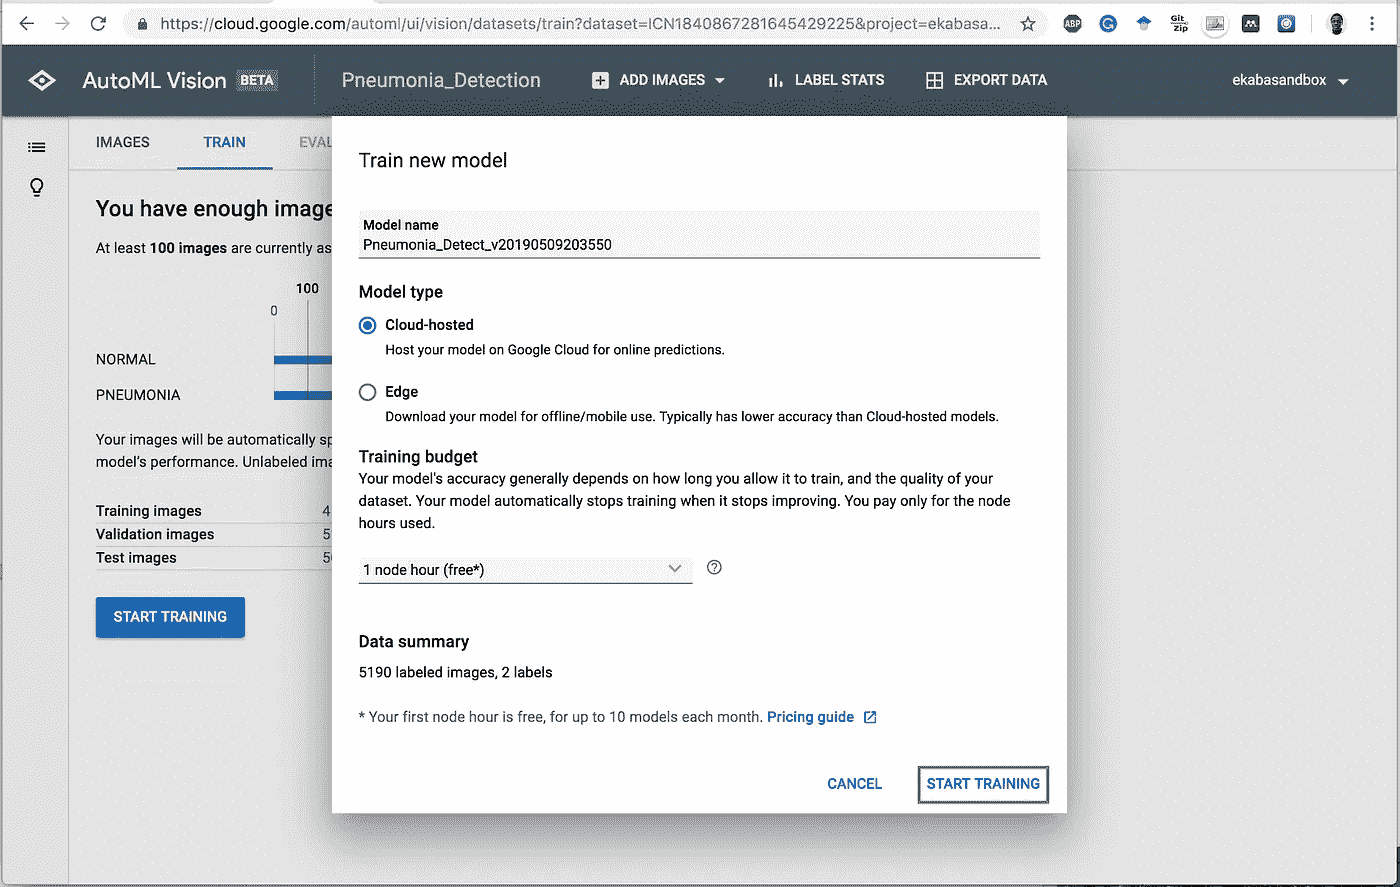 https://cloud.google.com/automl/ui/vision/datasets/train?dataset=ICN1840867281645429225&project=ekabasa...
ABP
Git
Zip
AutoML Vision BETA
Pneumonia_Detection
ADD IMAGES
LABEL STATS
EXPORT DATA
ekabasandbox
IMAGES
TRAIN
EVAL
You have enough image
At least 100 images are currently as
100
0
NORMAL
PNEUMONIA
Your images will be automatically sp
model's performance. Unlabeled ima
Training images 4
Validation images 5
Test images 50
START TRAINING
Train new model
Model name
Pneumonia_Detect_v20190509203550
Model type
Cloud-hosted
Host your model on Google Cloud for online predictions.
Edge
Download your model for offline/mobile use. Typically has lower accuracy than Cloud-hosted models.
Training budget
Your model's accuracy generally depends on how long you allow it to train, and the quality of your
dataset. Your model automatically stops training when it stops improving. You pay only for the node
hours used.
1 node hour (free*)
Data summary
5190 labeled images, 2 labels
* Your first node hour is free, for up to 10 models each month. Pricing guide
CANCEL
START TRAINING